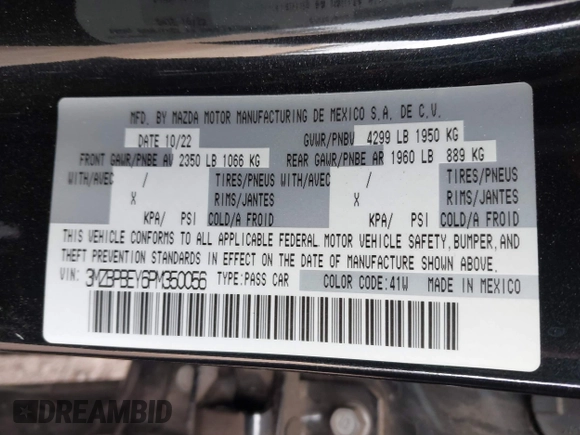 MFD. BY MAZDA MOTOR MANUFACTURING DE MEXICO S.A. DE C.V.
DATE 10/22 GVWR/PNBV 4299 LB 1950 KG
FRONT GAWR/PNBE AV 2350 LB 1066 KG REAR GAWR/PNBE AR 1960 LB 889 KG
WITH/AVEC / TIRES/PNEUS WITH/AVEC / TIRES/PNEUS
X RIMS/JANTES X RIMS/JANTES
KPA/ PSI COLD/A FROID KPA/ PSI COLD/A FROID
THIS VEHICLE CONFORMS TO ALL APPLICABLE FEDERAL MOTOR VEHICLE SAFETY, BUMPER, AND
THEFT PREVENTION STANDARDS IN EFFECT ON THE DATE OF MANUFACTURE SHOWN ABOVE.
VIN: 3MZBPBEY6PM350056 TYPE: PASS CAR COLOR CODE: 41W MADE IN MEXICO
DREAMBID